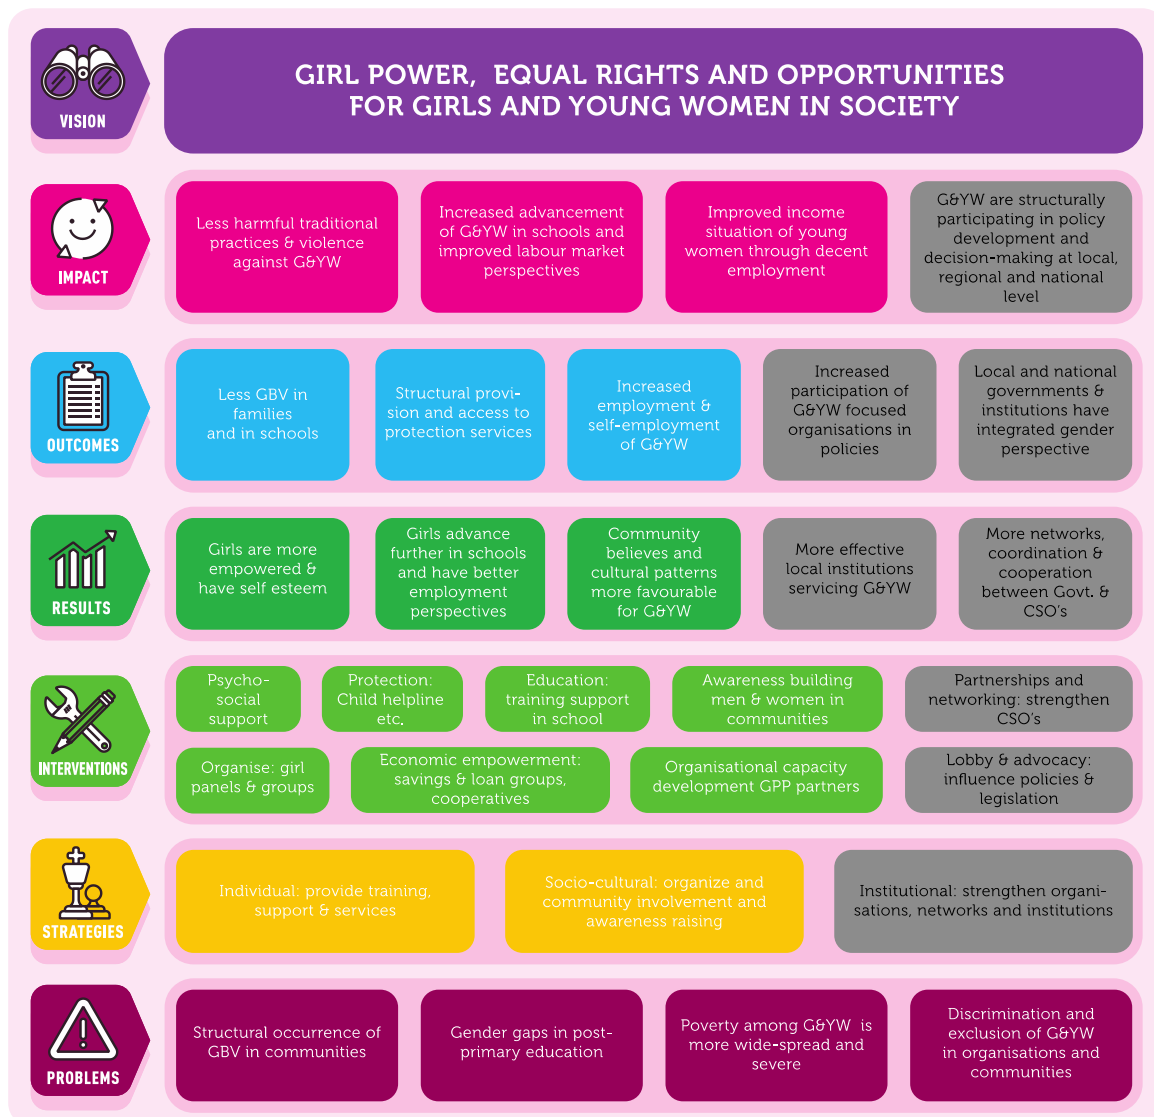 VISION
GIRL POWER,  EQUAL RIGHTS AND OPPORTUNITIES
FOR GIRLS AND YOUNG WOMEN IN SOCIETY
IMPACT
Less harmful traditional
practices & violence
against G&YW
Increased advancement
of G&YW in schools and
improved labour market
perspectives
Improved income
situation of young
women through decent
employment
G&YW are structurally
participating in policy
development and
decision-making at local,
regional and national
level
OUTCOMES
Less GBV in
families
and in schools
Structural provi-
sion and access to
protection services
Increased
employment &
self-employment
of G&YW
Increased
participation of
G&YW focused
organisations in
policies
Local and national
governments &
institutions have
integrated gender
perspective
RESULTS
Girls are more
empowered &
have self esteem
Girls advance
further in schools
and have better
employment
perspectives
Community
believes and
cultural patterns
more favourable
for G&YW
More effective
local institutions
servicing G&YW
More networks,
coordination &
cooperation
between Govt. &
CSO's
INTERVENTIONS
Psycho-
social
support
Protection:
Child helpline
etc.
Education:
training support
in school
Awareness building
men & women in
communities
Partnerships and
networking: strengthen
CSO's
Organise: girl
panels & groups
Economic empowerment:
savings & loan groups,
cooperatives
Organisational capacity
development GPP partners
Lobby & advocacy:
influence policies &
legislation
STRATEGIES
Individual: provide training,
support & services
Socio-cultural: organize and
community involvement and
awareness raising
Institutional: strengthen organi-
sations, networks and institutions
PROBLEMS
Structural occurrence of
GBV in communities
Gender gaps in post-
primary education
Poverty among G&YW  is
more wide-spread and
severe
Discrimination and
exclusion of G&YW
in organisations and
communities